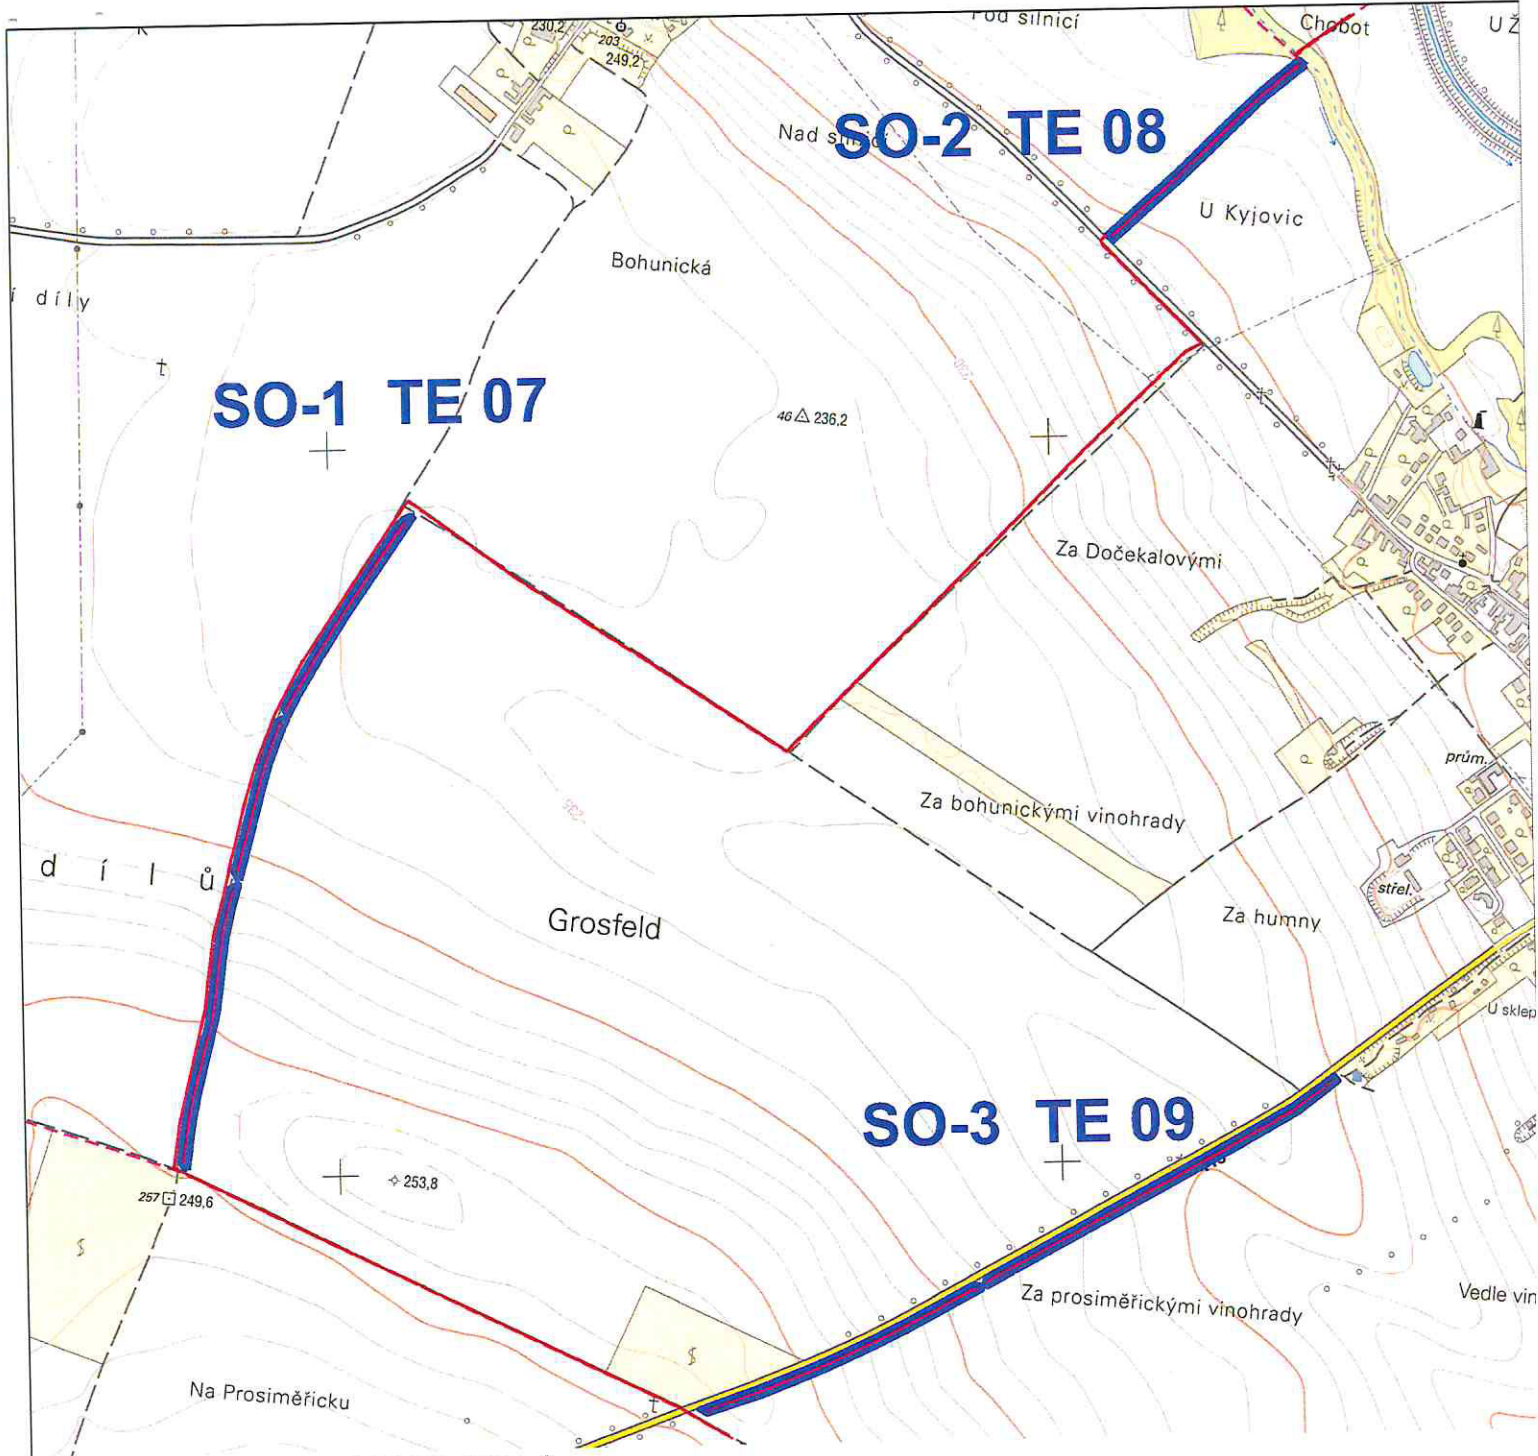 230,2
203
249,2
Pod silnicí
Chobot
U Ž
Nad silnicí
SO-2 TE 08
U Kyjovic
Bohunická
í díly
SO-1 TE 07
46 236,2
230
Za Dočekalovými
prům.
Za bohunickými vinohrady
235
střel.
dílů
Grosfeld
Za humny
U sklep
SO-3 TE 09
253,8
257 249,6
Za prosiměřickými vinohrady
Vedle vin
Na Prosiměřicku